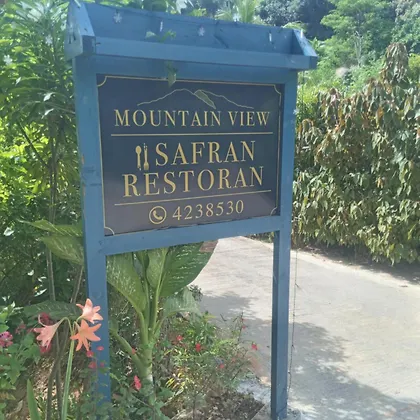 MOUNTAIN VIEW
SAFRAN
RESTORAN
4238530